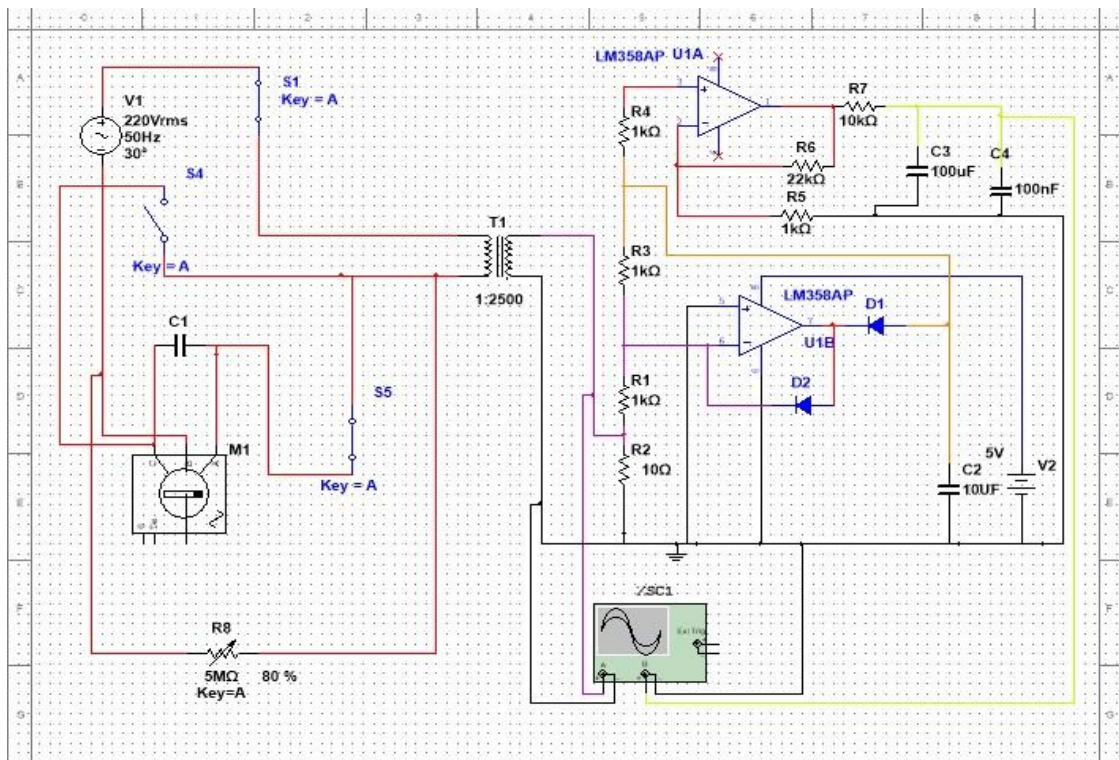 LM358AP U1A
S1
Key = A
V1
220Vrms
50Hz
30°
R4
1kΩ
R7
10kΩ
R6
22kΩ
C3
100uF
C4
100nF
S4
R5
1kΩ
T1
1:2500
Key = A
R3
1kΩ
LM358AP
U1B
D1
C1
S5
R1
1kΩ
D2
M1
R2
10Ω
5V
V2
C2
10UF
Key = A
R8
5MΩ
80 %
Key=A
Ext Trig
A
B